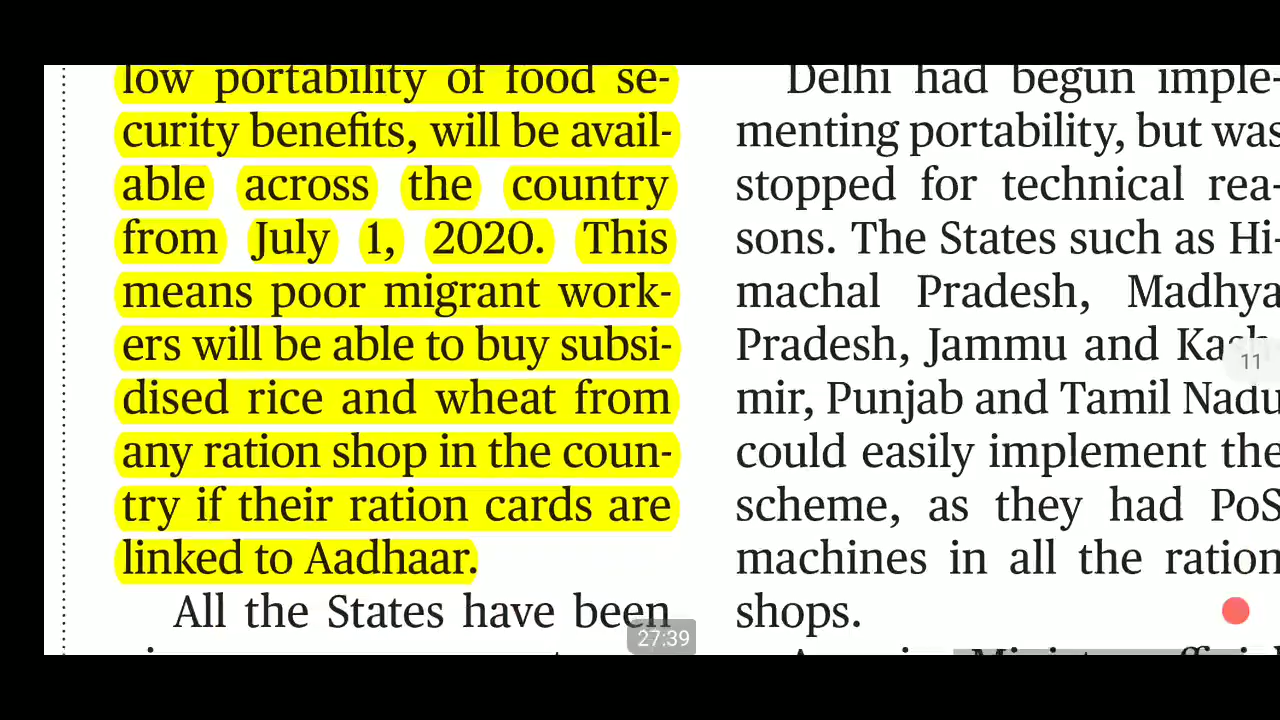 low portability of food se-
curity benefits, will be avail-
able across the country
from July 1, 2020. This
means poor migrant work-
ers will be able to buy subsi-
dised rice and wheat from
any ration shop in the coun-
try if their ration cards are
linked to Aadhaar.
All the States have been
Delhi had begun imple-
menting portability, but was
stopped for technical rea-
sons. The States such as Hi-
machal Pradesh, Madhya
Pradesh, Jammu and Kash-
mir, Punjab and Tamil Nadu
could easily implement the
scheme, as they had PoS
machines in all the ration
shops.
11
27:39